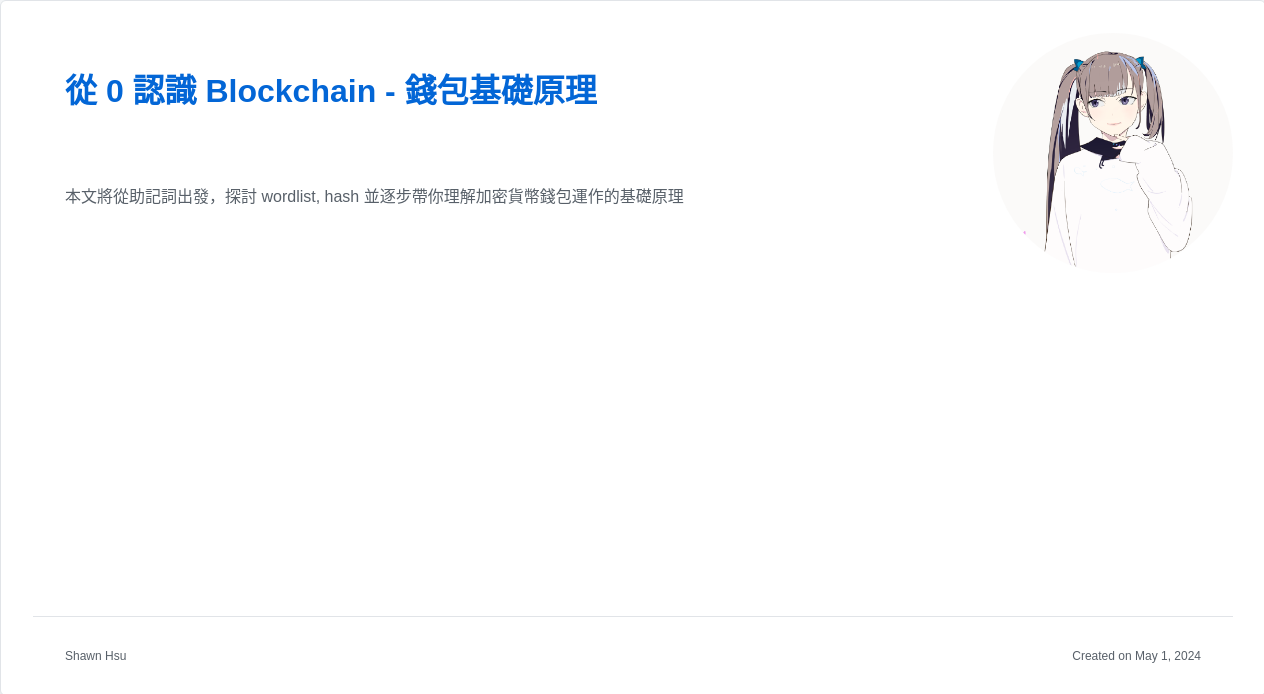 從 0 認識 Blockchain - 錢包基礎原理
本文將從助記詞出發，探討 wordlist, hash 並逐步帶你理解加密貨幣錢包運作的基礎原理
Shawn Hsu
Created on May 1, 2024